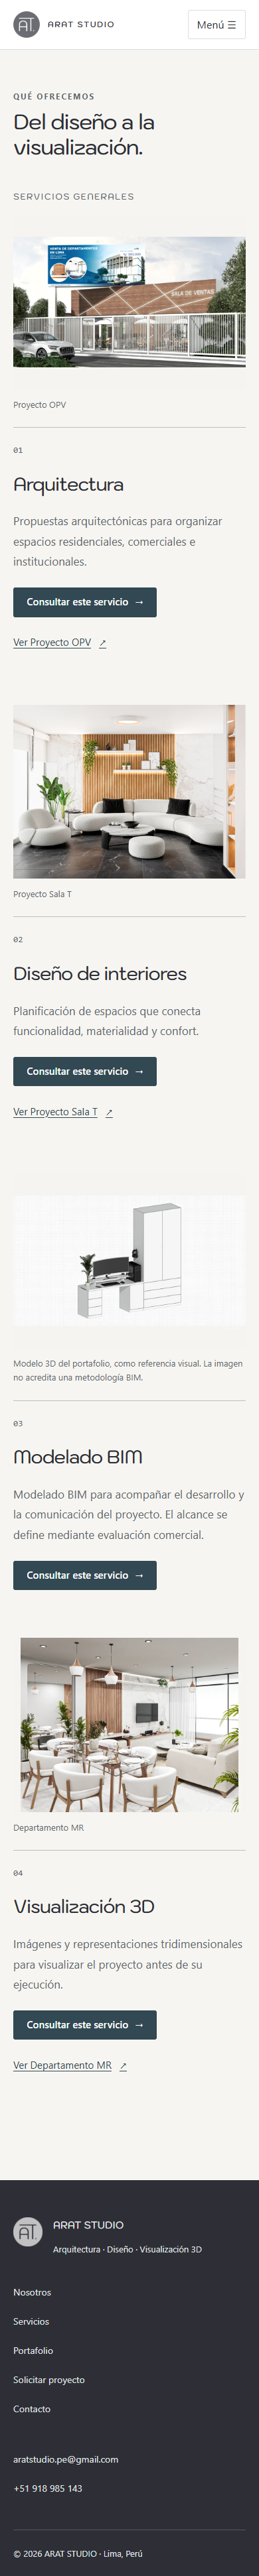 ARAT STUDIO
Menú ☰
QUÉ OFRECEMOS
Del diseño a la
visualización.
SERVICIOS GENERALES
VENTA DE DEPARTAMENTOS
EN LIMA
SALA DE VENTAS
Proyecto OPV
01
Arquitectura
Propuestas arquitectónicas para organizar
espacios residenciales, comerciales e
institucionales.
Consultar este servicio →
Ver Proyecto OPV ↗
Proyecto Sala T
02
Diseño de interiores
Planificación de espacios que conecta
funcionalidad, materialidad y confort.
Consultar este servicio →
Ver Proyecto Sala T ↗
Modelo 3D del portafolio, como referencia visual. La imagen
no acredita una metodología BIM.
03
Modelado BIM
Modelado BIM para acompañar el desarrollo y
la comunicación del proyecto. El alcance se
define mediante evaluación comercial.
Consultar este servicio →
Departamento MR
04
Visualización 3D
Imágenes y representaciones tridimensionales
para visualizar el proyecto antes de su
ejecución.
Consultar este servicio →
Ver Departamento MR ↗
AT.
ARAT STUDIO
Arquitectura · Diseño · Visualización 3D
Nosotros
Servicios
Portafolio
Solicitar proyecto
Contacto
aratstudio.pe@gmail.com
+51 918 985 143
© 2026 ARAT STUDIO · Lima, Perú